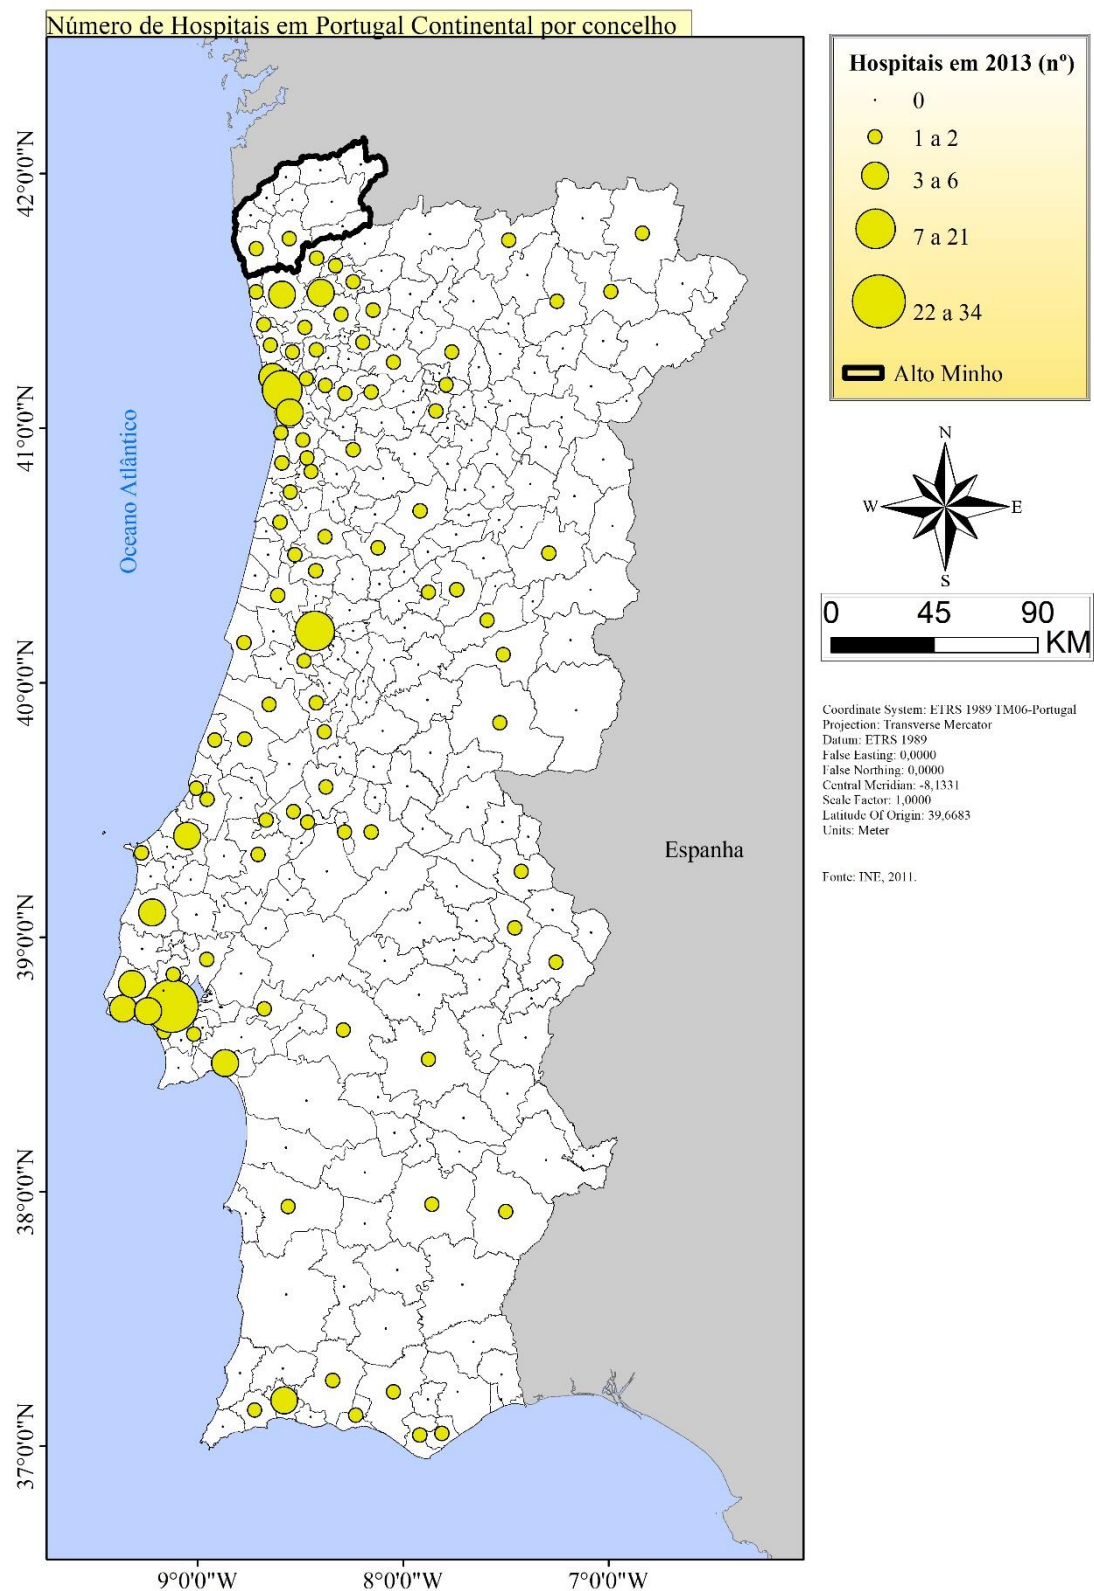 Número de Hospitais em Portugal Continental por concelho
Hospitais em 2013 (nº)
0
1 a 2
3 a 6
7 a 21
22 a 34
Alto Minho
42°0'0"N
41°0'0"N
40°0'0"N
39°0'0"N
38°0'0"N
37°0'0"N
Oceano Atlântico
Espanha
N
W
E
S
0 45 90
KM
Coordinate System: ETRS 1989 TM06-Portugal
Projection: Transverse Mercator
Datum: ETRS 1989
False Easting: 0,0000
False Northing: 0,0000
Central Meridian: -8,1331
Scale Factor: 1,0000
Latitude Of Origin: 39,6683
Units: Meter
Fonte: INE, 2011.
9°0'0"W 8°0'0"W 7°0'0"W